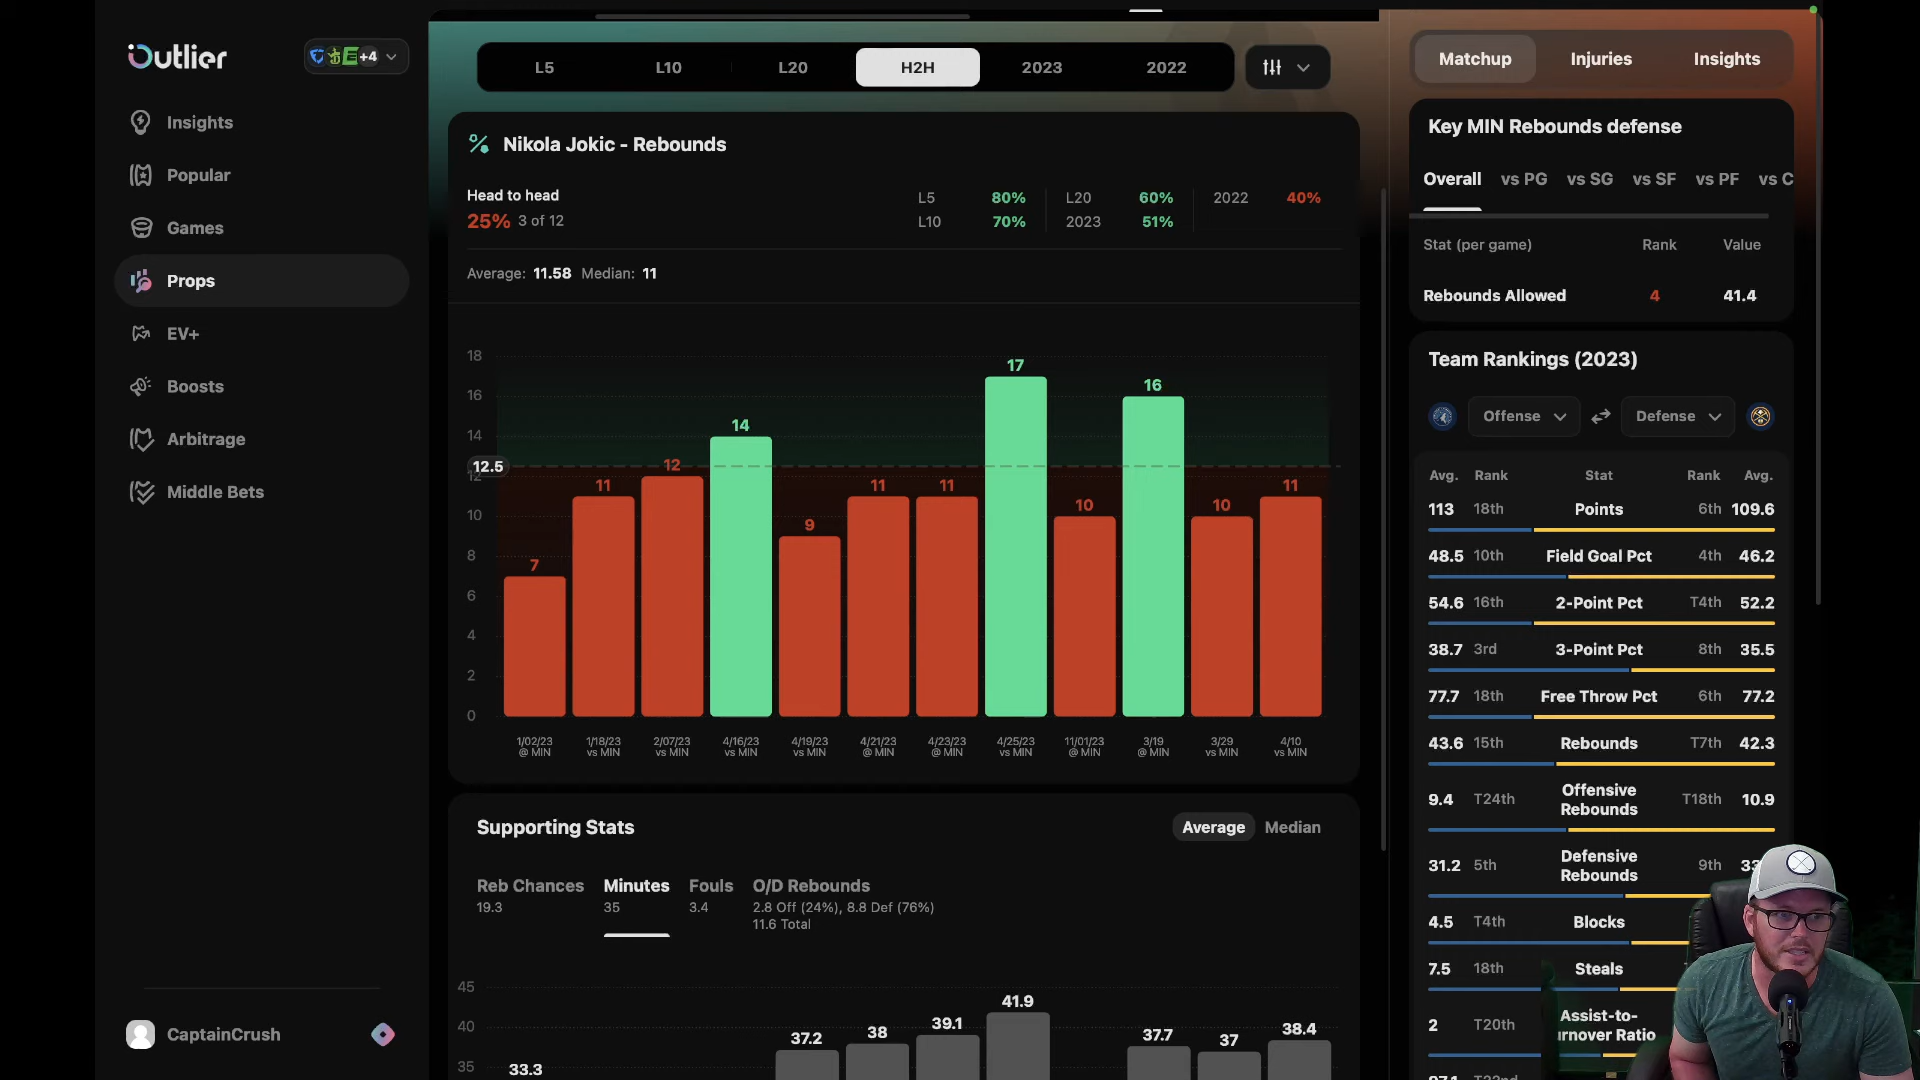 Outlier
+4
Insights
Popular
Games
Props
EV+
Boosts
Arbitrage
Middle Bets
CaptainCrush
L5 L10 L20 H2H 2023 2022
Nikola Jokic - Rebounds
Head to head
25% 3 of 12
L5 80% L20 60% 2022 40%
L10 70% 2023 51%
Average: 11.58 Median: 11
18
16
14
12.5
12
10
8
6
4
2
0
7 11 12 14 9 11 11 17 10 16 10 11
1/02/23 1/18/23 2/07/23 4/16/23 4/19/23 4/21/23 4/23/23 4/25/23 11/01/23 3/19 3/29 4/10
@ MIN vs MIN vs MIN vs MIN vs MIN @ MIN @ MIN vs MIN @ MIN @ MIN vs MIN vs MIN
Supporting Stats
Average Median
Reb Chances Minutes Fouls O/D Rebounds
19.3 35 3.4 2.8 Off (24%), 8.8 Def (76%)
11.6 Total
45
40
35
33.3 37.2 38 39.1 41.9 37.7 37 38.4
Matchup Injuries Insights
Key MIN Rebounds defense
Overall vs PG vs SG vs SF vs PF vs C
Stat (per game) Rank Value
Rebounds Allowed 4 41.4
Team Rankings (2023)
Offense Defense
Avg. Rank Stat Rank Avg.
113 18th Points 6th 109.6
48.5 10th Field Goal Pct 4th 46.2
54.6 16th 2-Point Pct T4th 52.2
38.7 3rd 3-Point Pct 8th 35.5
77.7 18th Free Throw Pct 6th 77.2
43.6 15th Rebounds T7th 42.3
9.4 T24th Offensive Rebounds T18th 10.9
31.2 5th Defensive Rebounds 9th
4.5 T4th Blocks
7.5 18th Steals
2 T20th Assist-to-
urnover Ratio